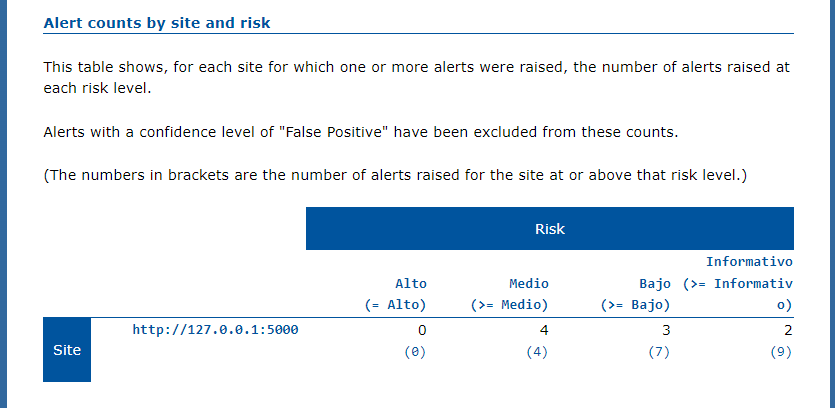 Alert counts by site and risk
This table shows, for each site for which one or more alerts were raised, the number of alerts raised at
each risk level.
Alerts with a confidence level of "False Positive" have been excluded from these counts.
(The numbers in brackets are the number of alerts raised for the site at or above that risk level.)
Risk
Informativo
Alto Medio Bajo (>= Informativ
(= Alto) (>= Medio) (>= Bajo) o)
http://127.0.0.1:5000 0 4 3 2
Site (0) (4) (7) (9)